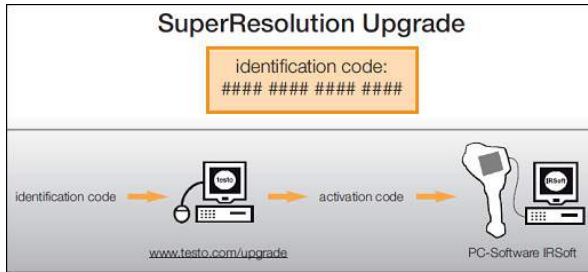 SuperResolution Upgrade
identification code:
#### #### #### ####
identification code
testo
activation code
IRSoft
www.testo.com/upgrade
PC-Software IRSoft